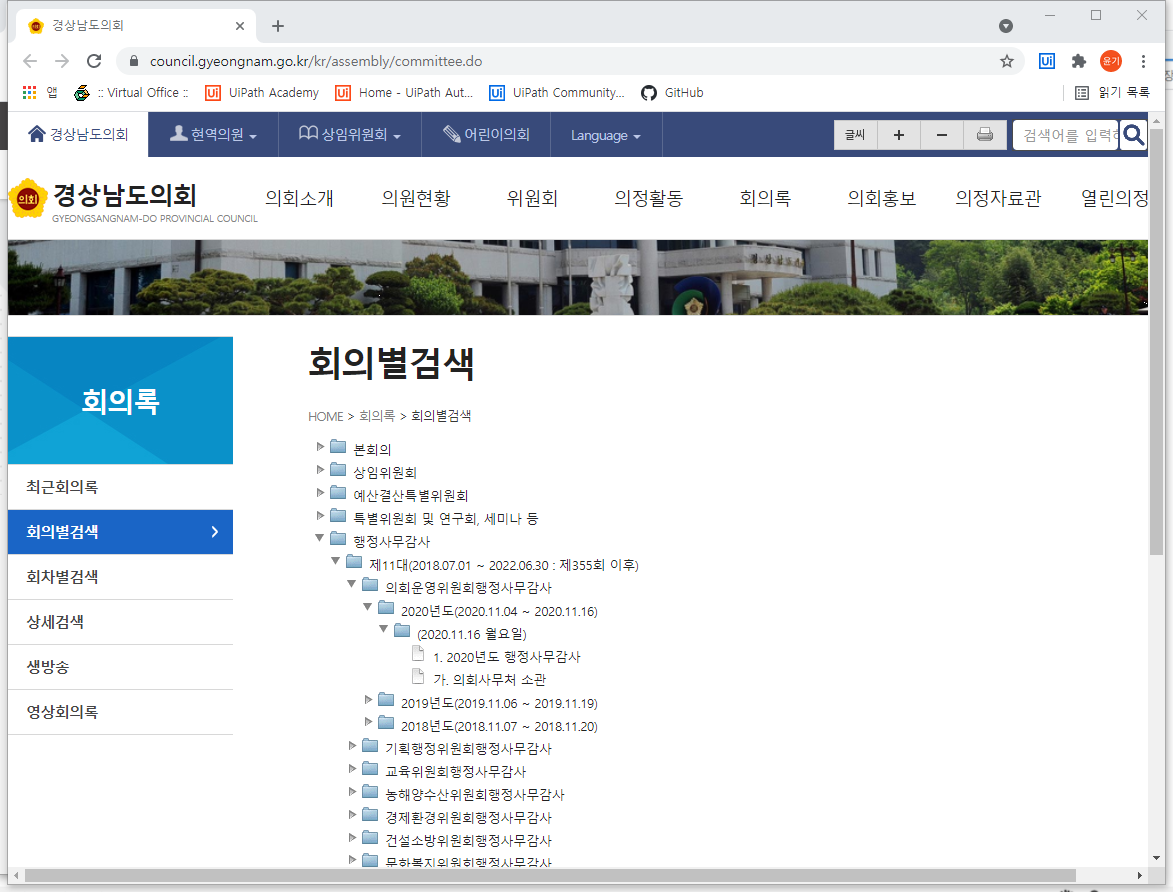 경상남도의회
council.gyeongnam.go.kr/kr/assembly/committee.do
윤기
앱 :: Virtual Office :: UiPath Academy Home - UiPath Aut... UiPath Community... GitHub 읽기 목록
경상남도의회 현역의원 상임위원회 어린이의회 Language 글씨 + − 검색어를 입력하
의회 경상남도의회 의회소개 의원현황 위원회 의정활동 회의록 의회홍보 의정자료관 열린의정
GYEONGSANGNAM-DO PROVINCIAL COUNCIL
회의록
최근회의록
회의별검색
회차별검색
상세검색
생방송
영상회의록
회의별검색
HOME > 회의록 > 회의별검색
본회의
상임위원회
예산결산특별위원회
특별위원회 및 연구회, 세미나 등
행정사무감사
제11대(2018.07.01 ~ 2022.06.30 : 제355회 이후)
의회운영위원회행정사무감사
2020년도(2020.11.04 ~ 2020.11.16)
(2020.11.16 월요일)
1. 2020년도 행정사무감사
가. 의회사무처 소관
2019년도(2019.11.06 ~ 2019.11.19)
2018년도(2018.11.07 ~ 2018.11.20)
기획행정위원회행정사무감사
교육위원회행정사무감사
농해양수산위원회행정사무감사
경제환경위원회행정사무감사
건설소방위원회행정사무감사
문화복지위원회행정사무감사